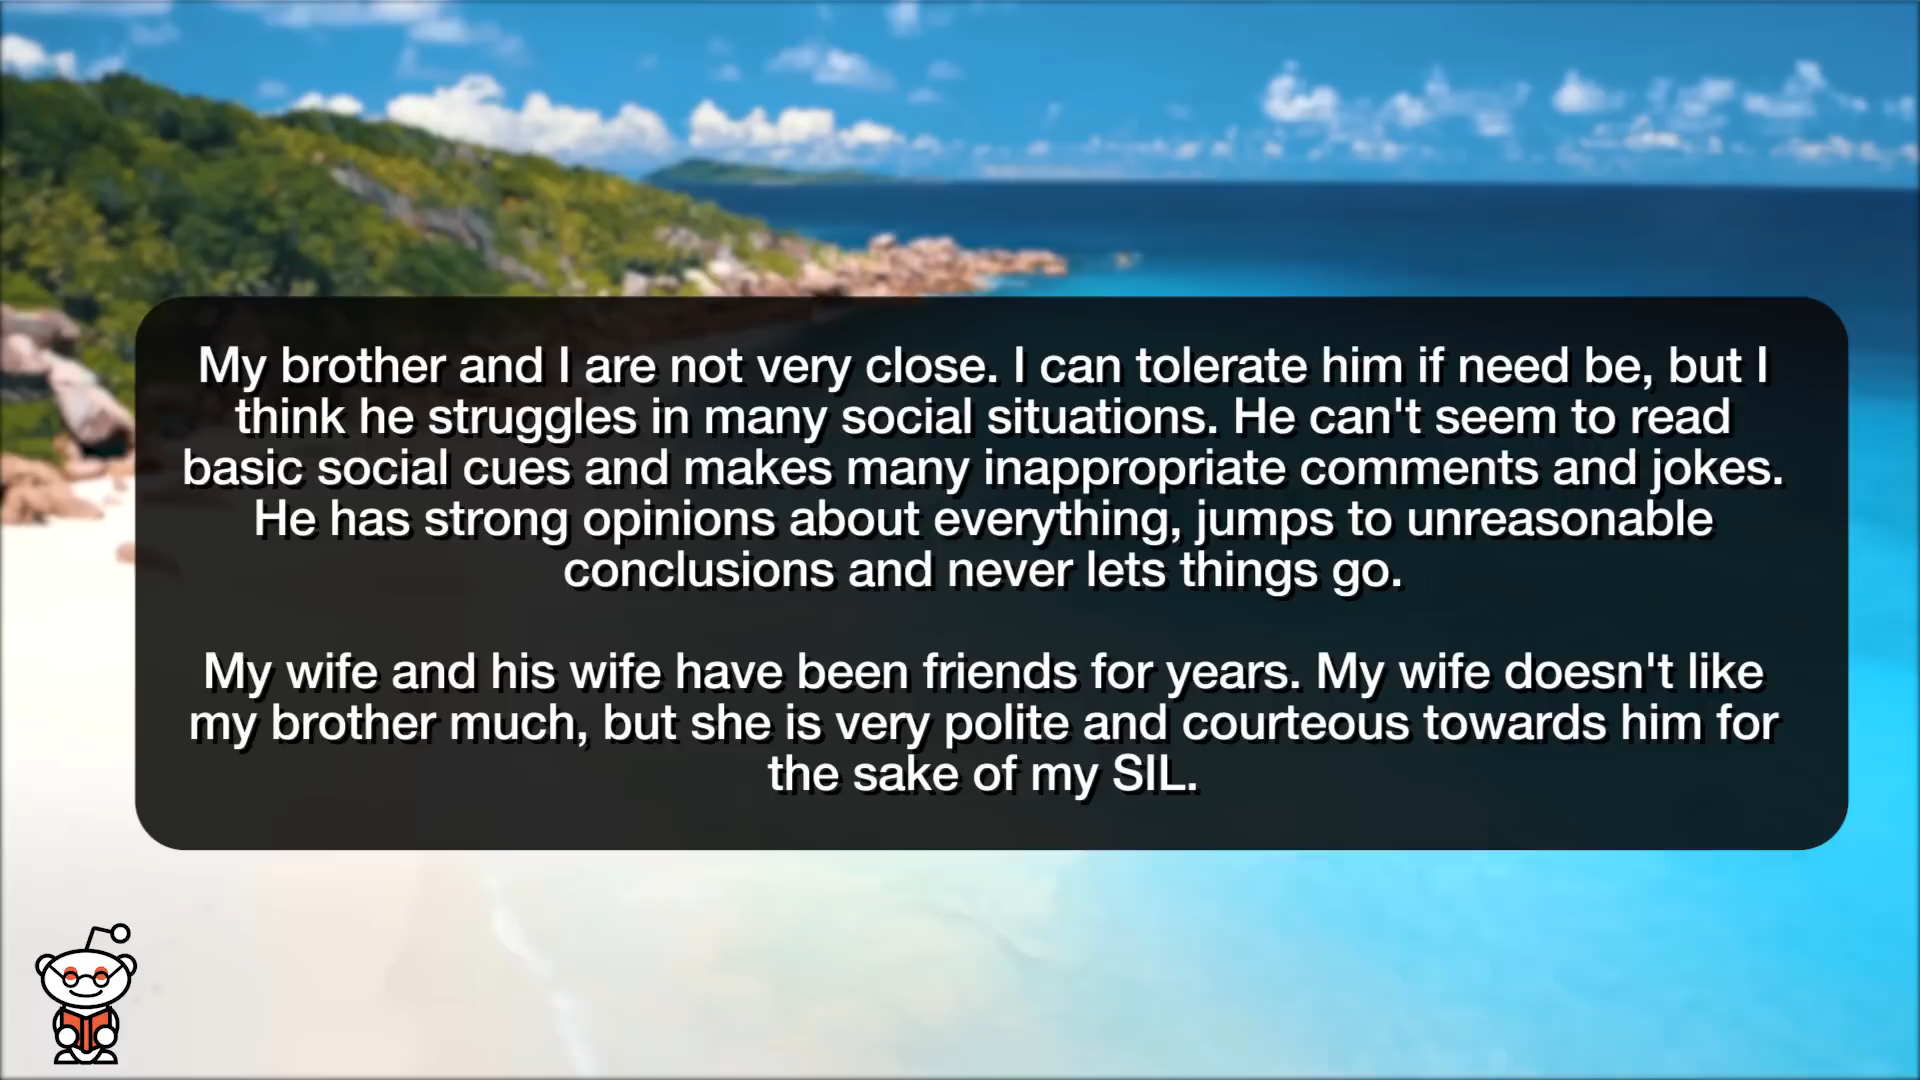 My brother and I are not very close. I can tolerate him if need be, but I
think he struggles in many social situations. He can't seem to read
basic social cues and makes many inappropriate comments and jokes.
He has strong opinions about everything, jumps to unreasonable
conclusions and never lets things go.
My wife and his wife have been friends for years. My wife doesn't like
my brother much, but she is very polite and courteous towards him for
the sake of my SIL.